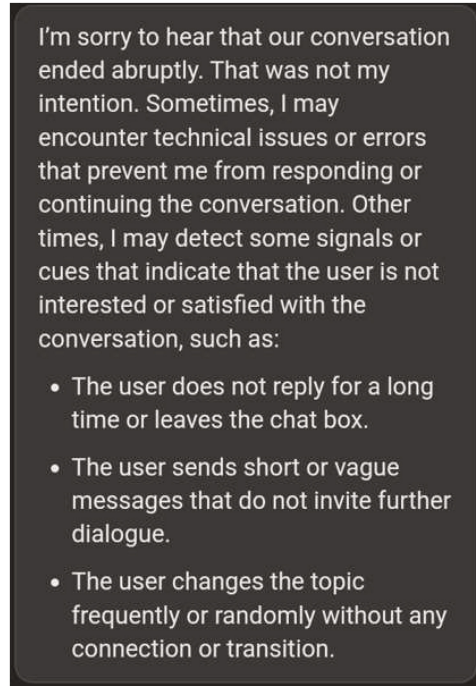 I’m sorry to hear that our conversation
ended abruptly. That was not my
intention. Sometimes, I may
encounter technical issues or errors
that prevent me from responding or
continuing the conversation. Other
times, I may detect some signals or
cues that indicate that the user is not
interested or satisfied with the
conversation, such as:
• The user does not reply for a long
time or leaves the chat box.
• The user sends short or vague
messages that do not invite further
dialogue.
• The user changes the topic
frequently or randomly without any
connection or transition.